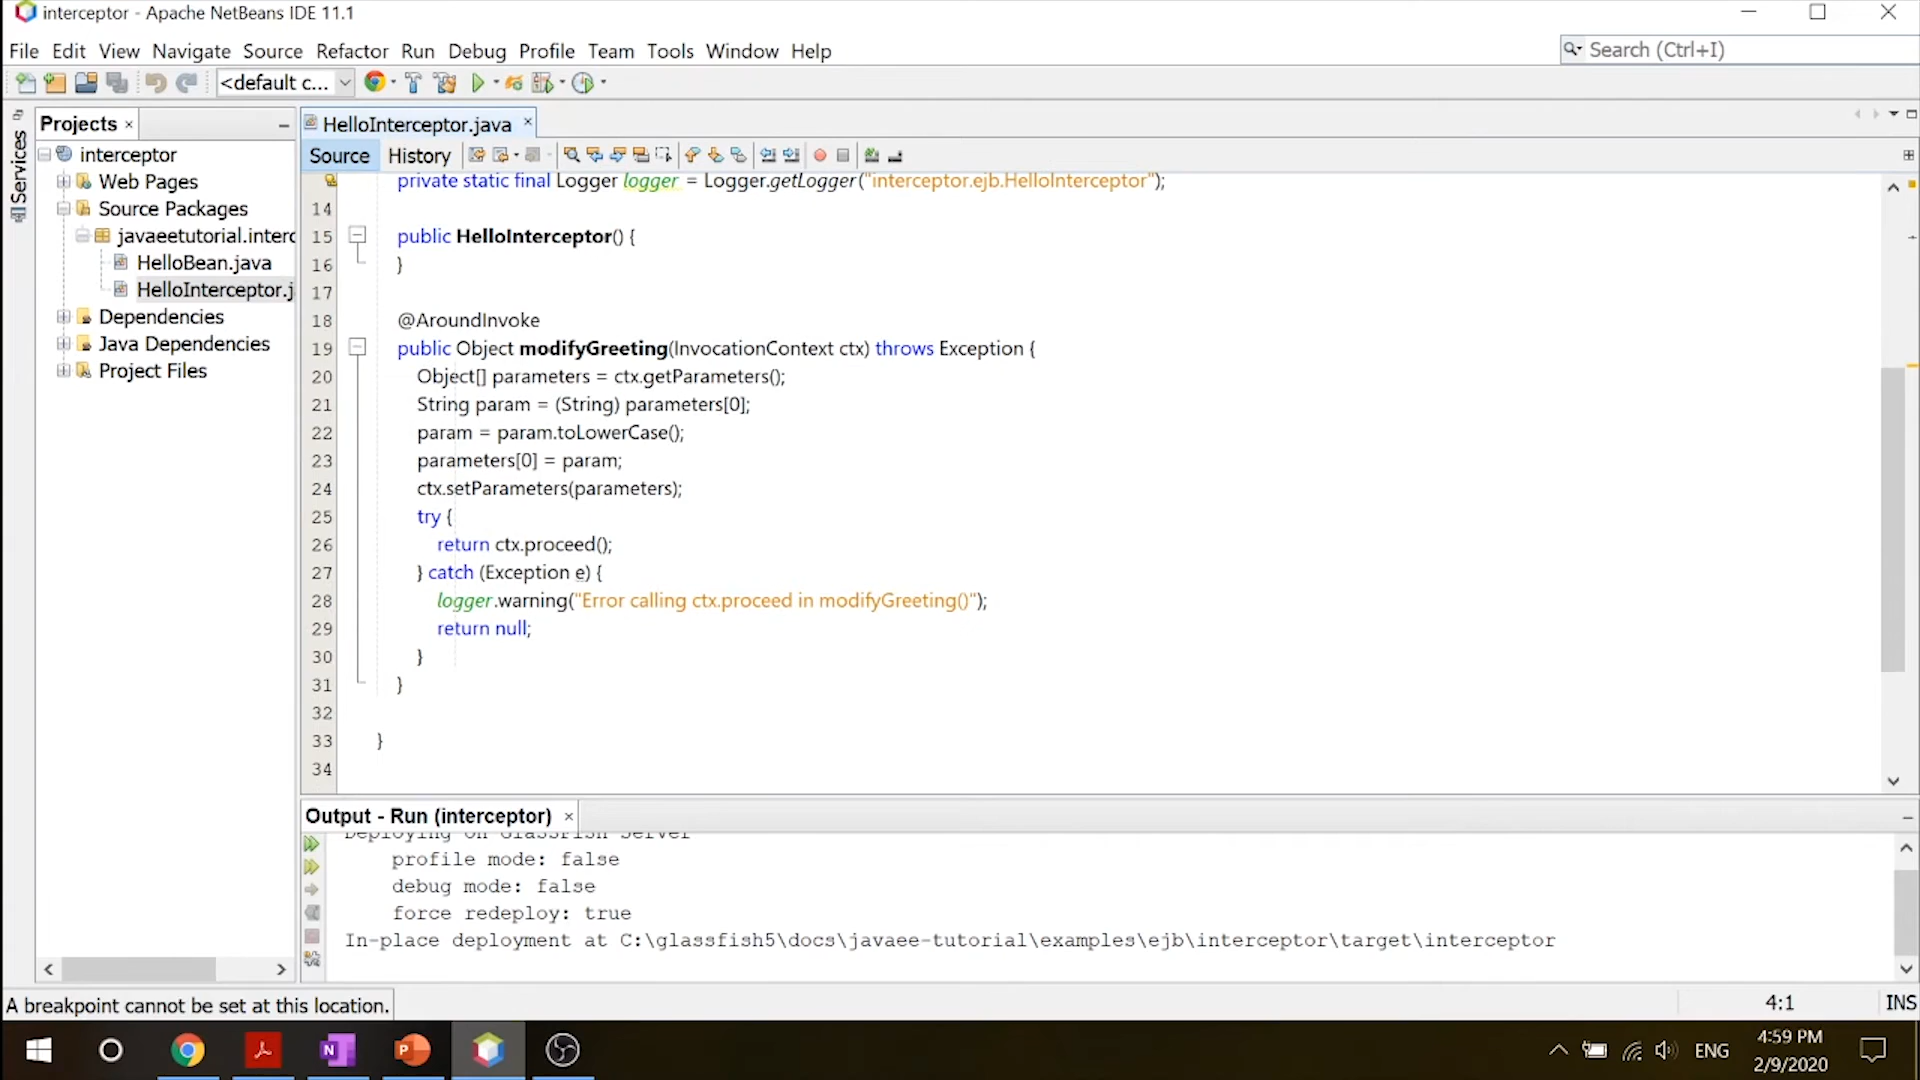 interceptor - Apache NetBeans IDE 11.1
File Edit View Navigate Source Refactor Run Debug Profile Team Tools Window Help
Search (Ctrl+I)
<default c...
Services
Projects
interceptor
Web Pages
Source Packages
javaeetutorial.interc
HelloBean.java
HelloInterceptor.j
Dependencies
Java Dependencies
Project Files
HelloInterceptor.java
Source History
private static final Logger logger = Logger.getLogger("interceptor.ejb.HelloInterceptor");
14
15 public HelloInterceptor() {
16 }
17
18 @AroundInvoke
19 public Object modifyGreeting(InvocationContext ctx) throws Exception {
20 Object[] parameters = ctx.getParameters();
21 String param = (String) parameters[0];
22 param = param.toLowerCase();
23 parameters[0] = param;
24 ctx.setParameters(parameters);
25 try {
26 return ctx.proceed();
27 } catch (Exception e) {
28 logger.warning("Error calling ctx.proceed in modifyGreeting()");
29 return null;
30 }
31 }
32
33 }
34
Output - Run (interceptor)
Deploying on GlassFish Server
profile mode: false
debug mode: false
force redeploy: true
In-place deployment at C:\glassfish5\docs\javaee-tutorial\examples\ejb\interceptor\target\interceptor
A breakpoint cannot be set at this location.
4:1
INS
ENG
4:59 PM
2/9/2020